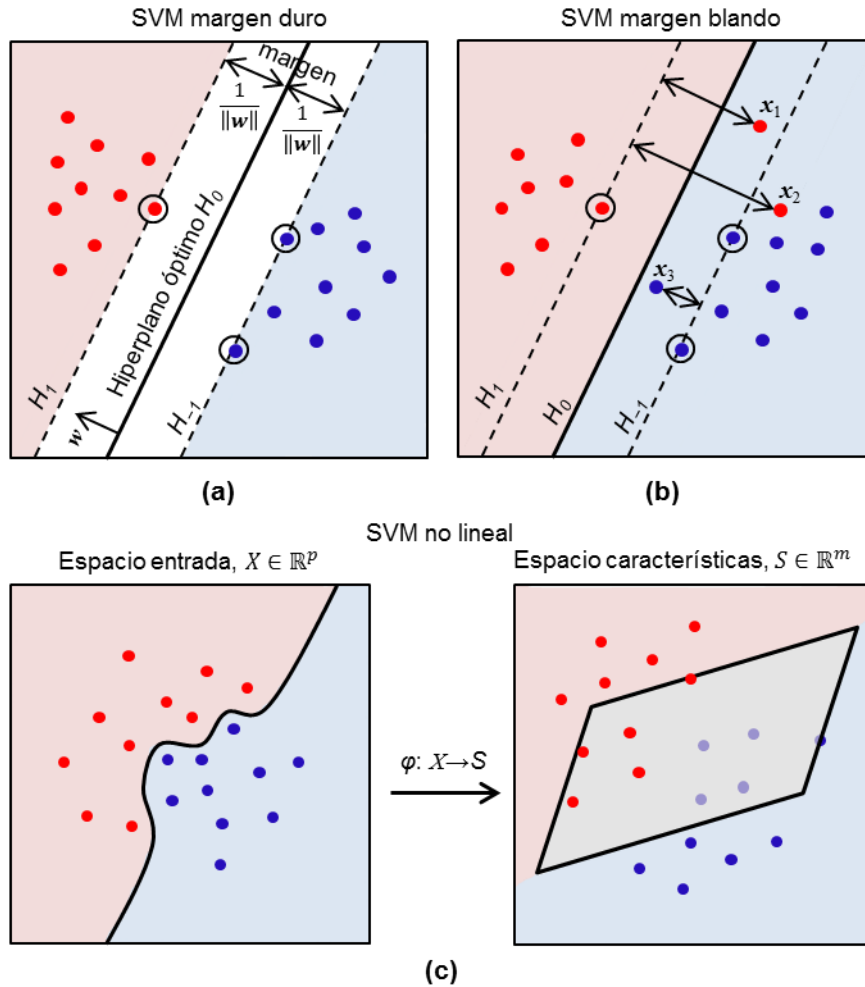 SVM margen duro
margen
1
‖w‖
1
‖w‖
Hiperplano óptimo H₀
H₁
H₋₁
w
(a)
SVM margen blando
x₁
x₂
x₃
H₁
H₀
H₋₁
(b)
SVM no lineal
Espacio entrada, X ∈ ℝᵖ
Espacio características, S ∈ ℝᵐ
φ: X→S
(c)